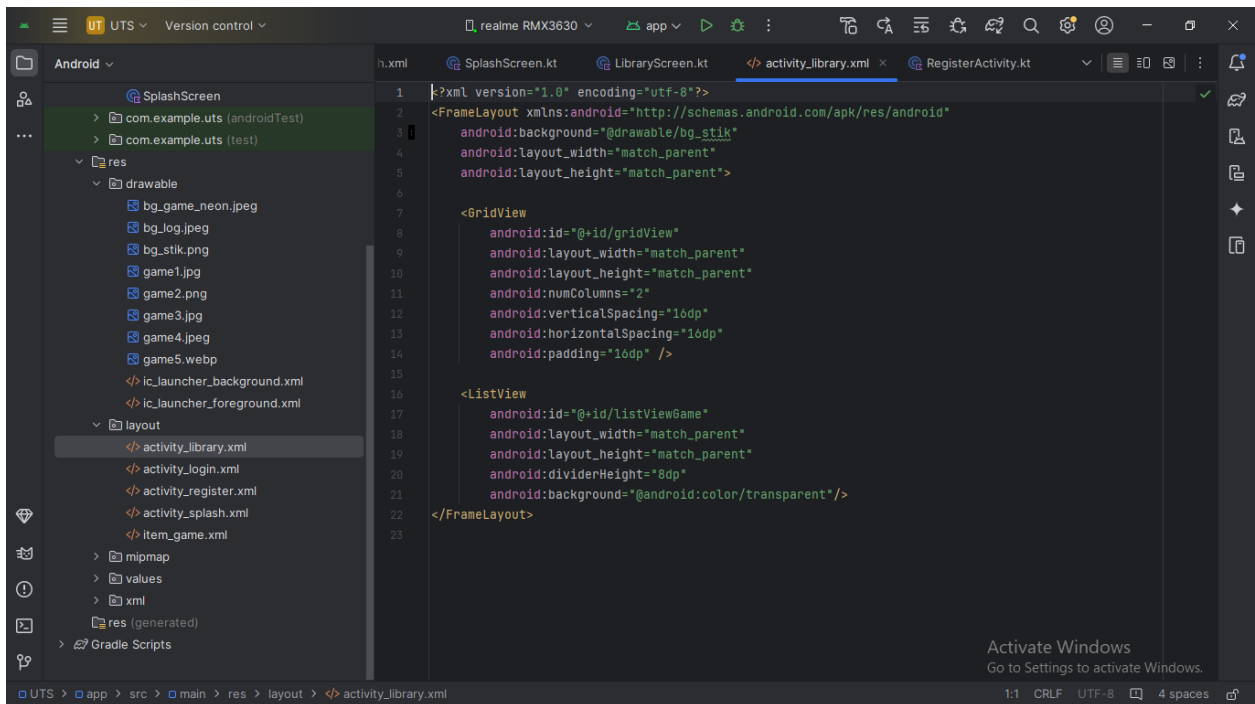 UT UTS Version control realme RMX3630 app
Android
h.xml SplashScreen.kt LibraryScreen.kt </> activity_library.xml × RegisterActivity.kt
SplashScreen
com.example.uts (androidTest)
com.example.uts (test)
res
drawable
bg_game_neon.jpeg
bg_log.jpeg
bg_stik.png
game1.jpg
game2.png
game3.jpg
game4.jpeg
game5.webp
</> ic_launcher_background.xml
</> ic_launcher_foreground.xml
layout
</> activity_library.xml
</> activity_login.xml
</> activity_register.xml
</> activity_splash.xml
</> item_game.xml
mipmap
values
xml
res (generated)
Gradle Scripts
1 <?xml version="1.0" encoding="utf-8"?>
2 <FrameLayout xmlns:android="http://schemas.android.com/apk/res/android"
3 android:background="@drawable/bg_stik"
4 android:layout_width="match_parent"
5 android:layout_height="match_parent">
6
7 <GridView
8 android:id="@+id/gridView"
9 android:layout_width="match_parent"
10 android:layout_height="match_parent"
11 android:numColumns="2"
12 android:verticalSpacing="16dp"
13 android:horizontalSpacing="16dp"
14 android:padding="16dp" />
15
16 <ListView
17 android:id="@+id/listViewGame"
18 android:layout_width="match_parent"
19 android:layout_height="match_parent"
20 android:dividerHeight="8dp"
21 android:background="@android:color/transparent"/>
22 </FrameLayout>
23
Activate Windows
Go to Settings to activate Windows.
UTS > app > src > main > res > layout > </> activity_library.xml 1:1 CRLF UTF-8 4 spaces